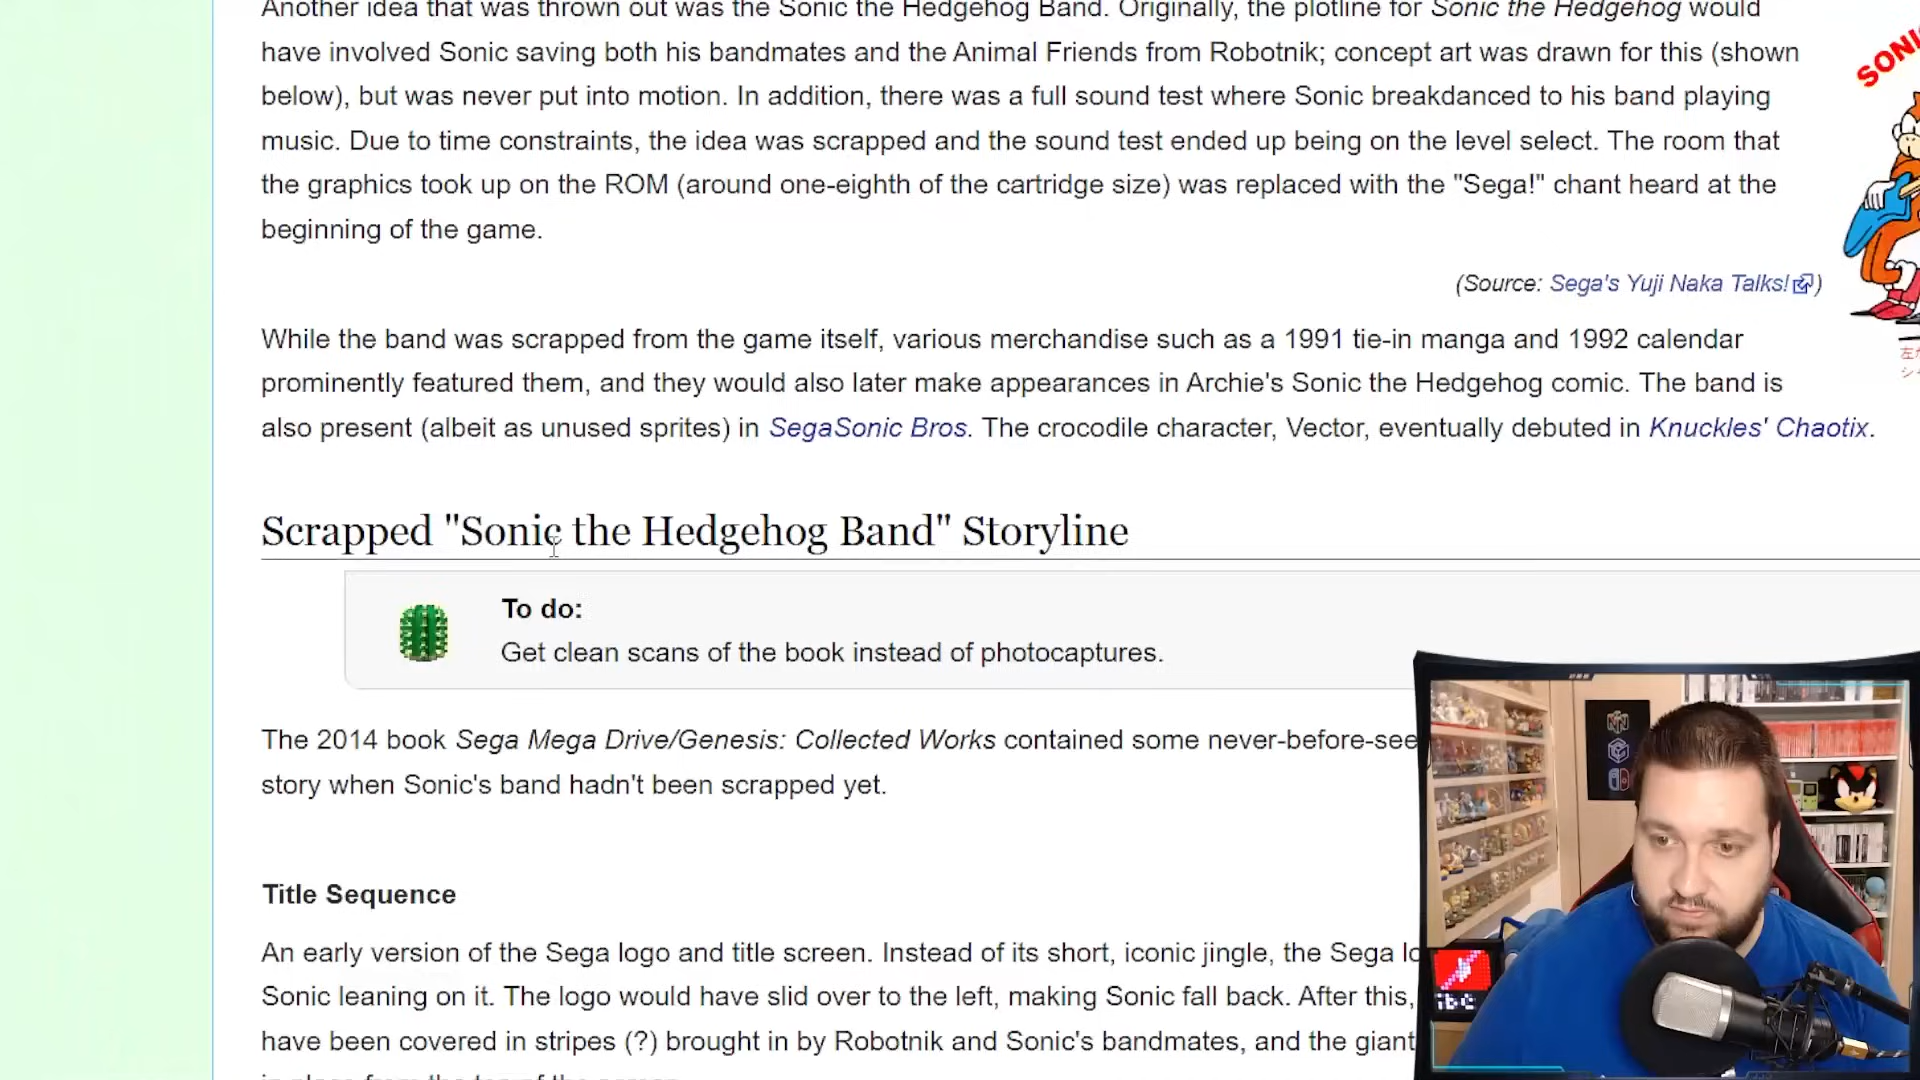 Another idea that was thrown out was the Sonic the Hedgehog Band. Originally, the plotline for Sonic the Hedgehog would
have involved Sonic saving both his bandmates and the Animal Friends from Robotnik; concept art was drawn for this (shown
below), but was never put into motion. In addition, there was a full sound test where Sonic breakdanced to his band playing
music. Due to time constraints, the idea was scrapped and the sound test ended up being on the level select. The room that
the graphics took up on the ROM (around one-eighth of the cartridge size) was replaced with the "Sega!" chant heard at the
beginning of the game.
SONIC
(Source: Sega's Yuji Naka Talks!)
While the band was scrapped from the game itself, various merchandise such as a 1991 tie-in manga and 1992 calendar
prominently featured them, and they would also later make appearances in Archie's Sonic the Hedgehog comic. The band is
also present (albeit as unused sprites) in SegaSonic Bros. The crocodile character, Vector, eventually debuted in Knuckles' Chaotix.
Scrapped "Sonic the Hedgehog Band" Storyline
To do:
Get clean scans of the book instead of photocaptures.
The 2014 book Sega Mega Drive/Genesis: Collected Works contained some never-before-see
story when Sonic's band hadn't been scrapped yet.
Title Sequence
An early version of the Sega logo and title screen. Instead of its short, iconic jingle, the Sega lo
Sonic leaning on it. The logo would have slid over to the left, making Sonic fall back. After this,
have been covered in stripes (?) brought in by Robotnik and Sonic's bandmates, and the giant